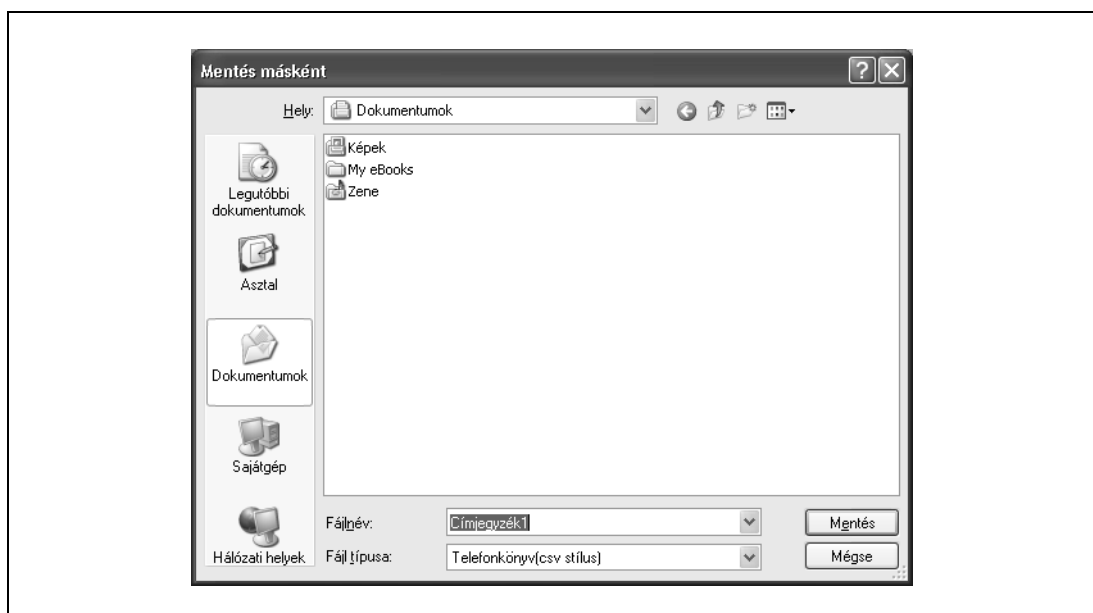 Mentés másként
Hely:
Dokumentumok
Képek
My eBooks
Zene
Legutóbbi
dokumentumok
Asztal
Dokumentumok
Sajátgép
Hálózati helyek
Fájlnév:
Címjegyzék1
Mentés
Fájl típusa:
Telefonkönyv(csv stílus)
Mégse